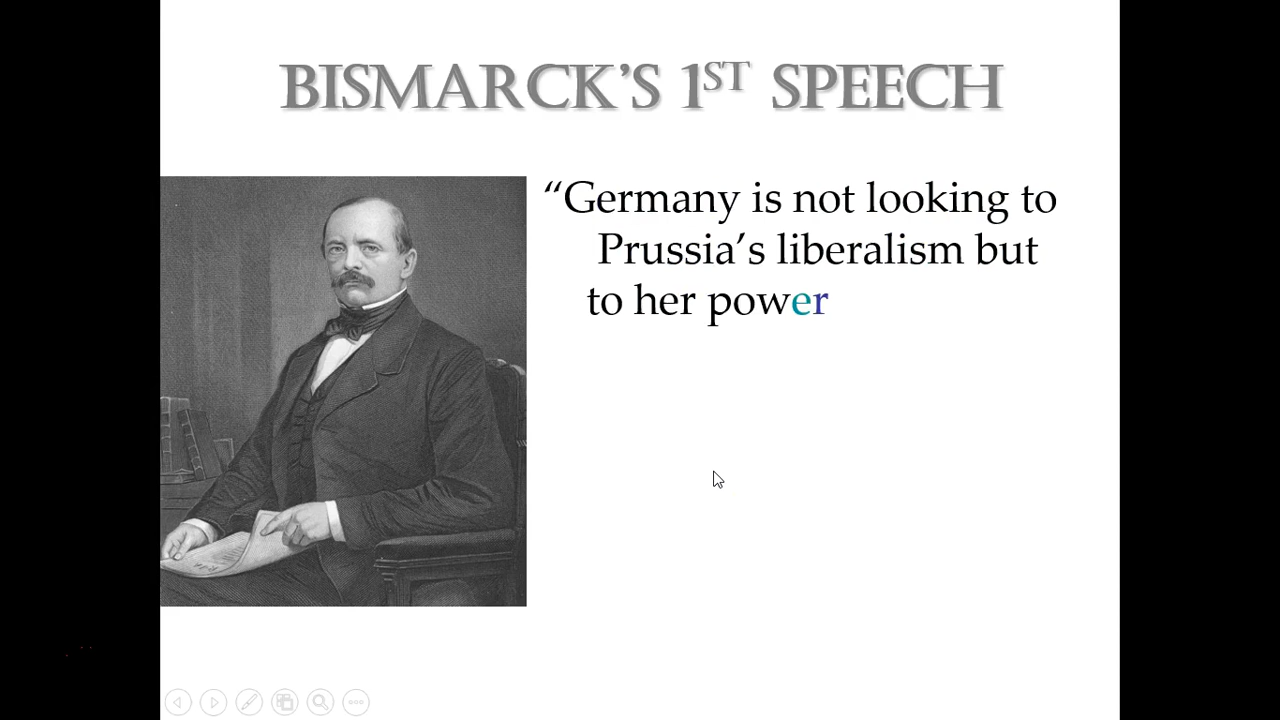 BISMARCK’S 1ST SPEECH
“Germany is not looking to
Prussia’s liberalism but
to her power